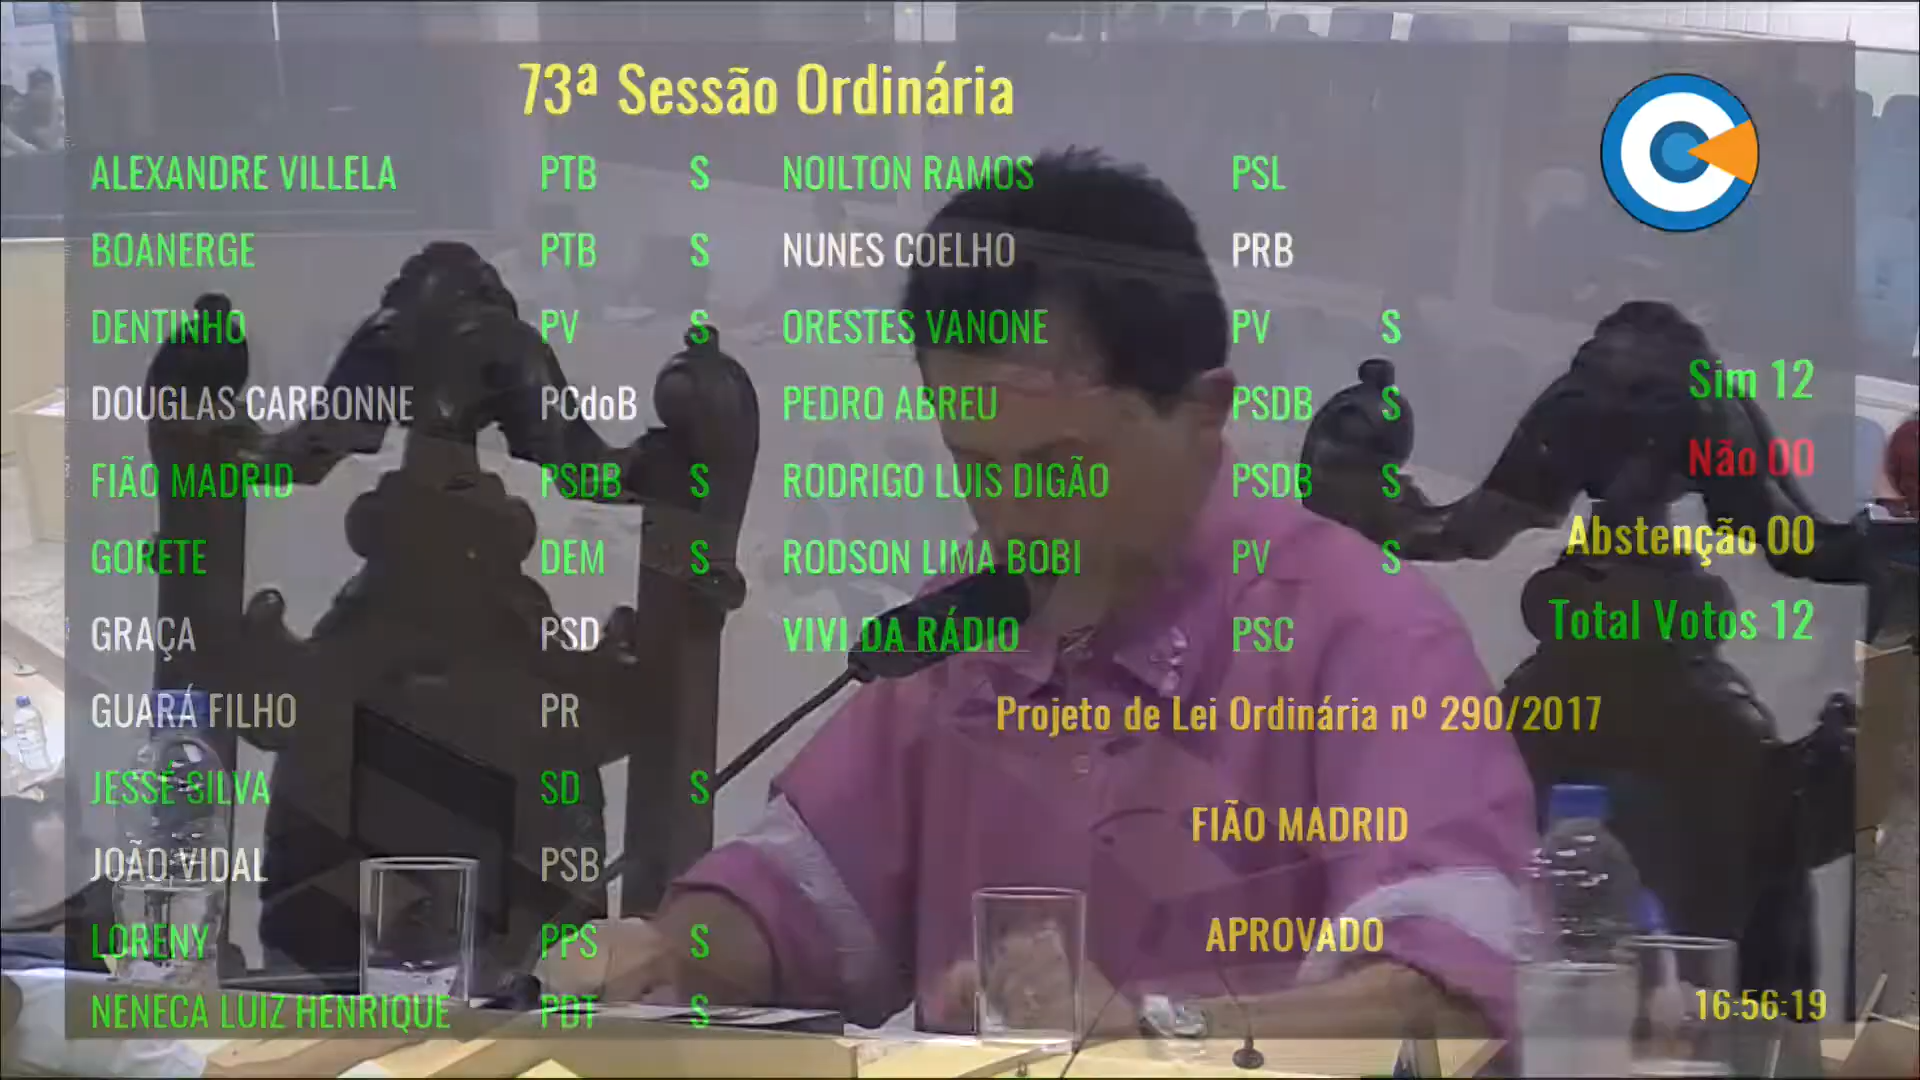 73ª Sessão Ordinária
ALEXANDRE VILLELA PTB S
BOANERGE PTB S
DENTINHO PV S
DOUGLAS CARBONNE PCdoB
FIÃO MADRID PSDB S
GORETE DEM S
GRAÇA PSD
GUARÁ FILHO PR
JESSÉ SILVA SD S
JOÃO VIDAL PSB
LORENY PPS S
NENECA LUIZ HENRIQUE PDT S
NOILTON RAMOS PSL
NUNES COELHO PRB
ORESTES VANONE PV S
PEDRO ABREU PSDB S
RODRIGO LUIS DIGÃO PSDB S
RODSON LIMA BOBI PV S
VIVI DA RÁDIO PSC
Sim 12
Não 00
Abstenção 00
Total Votos 12
Projeto de Lei Ordinária nº 290/2017
FIÃO MADRID
APROVADO
16:56:19